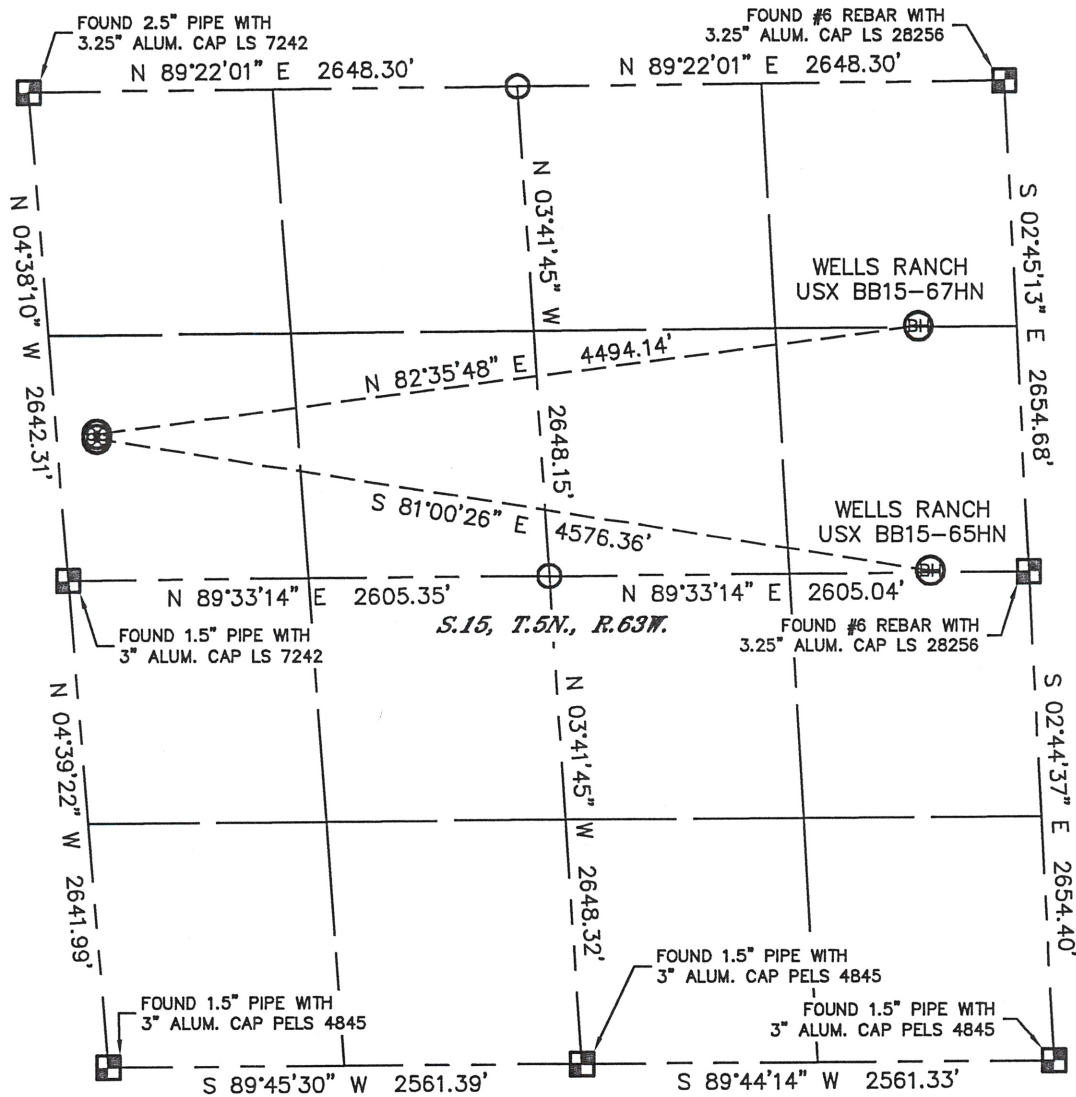 FOUND 2.5" PIPE WITH
3.25" ALUM. CAP LS 7242
FOUND #6 REBAR WITH
3.25" ALUM. CAP LS 28256
N 89°22'01" E 2648.30'
N 89°22'01" E 2648.30'
N 04°38'10" W 2642.31'
N 03°41'45" W 2648.15'
S 02°45'13" E 2654.68'
WELLS RANCH
USX BB15-67HN
BH
N 82°35'48" E 4494.14'
S 81°00'26" E 4576.36'
WELLS RANCH
USX BB15-65HN
BH
N 89°33'14" E 2605.35'
N 89°33'14" E 2605.04'
S.15, T.5N., R.63W.
FOUND 1.5" PIPE WITH
3" ALUM. CAP LS 7242
FOUND #6 REBAR WITH
3.25" ALUM. CAP LS 28256
N 04°39'22" W 2641.99'
N 03°41'45" W 2648.32'
S 02°44'37" E 2654.40'
FOUND 1.5" PIPE WITH
3" ALUM. CAP PELS 4845
FOUND 1.5" PIPE WITH
3" ALUM. CAP PELS 4845
FOUND 1.5" PIPE WITH
3" ALUM. CAP PELS 4845
S 89°45'30" W 2561.39'
S 89°44'14" W 2561.33'